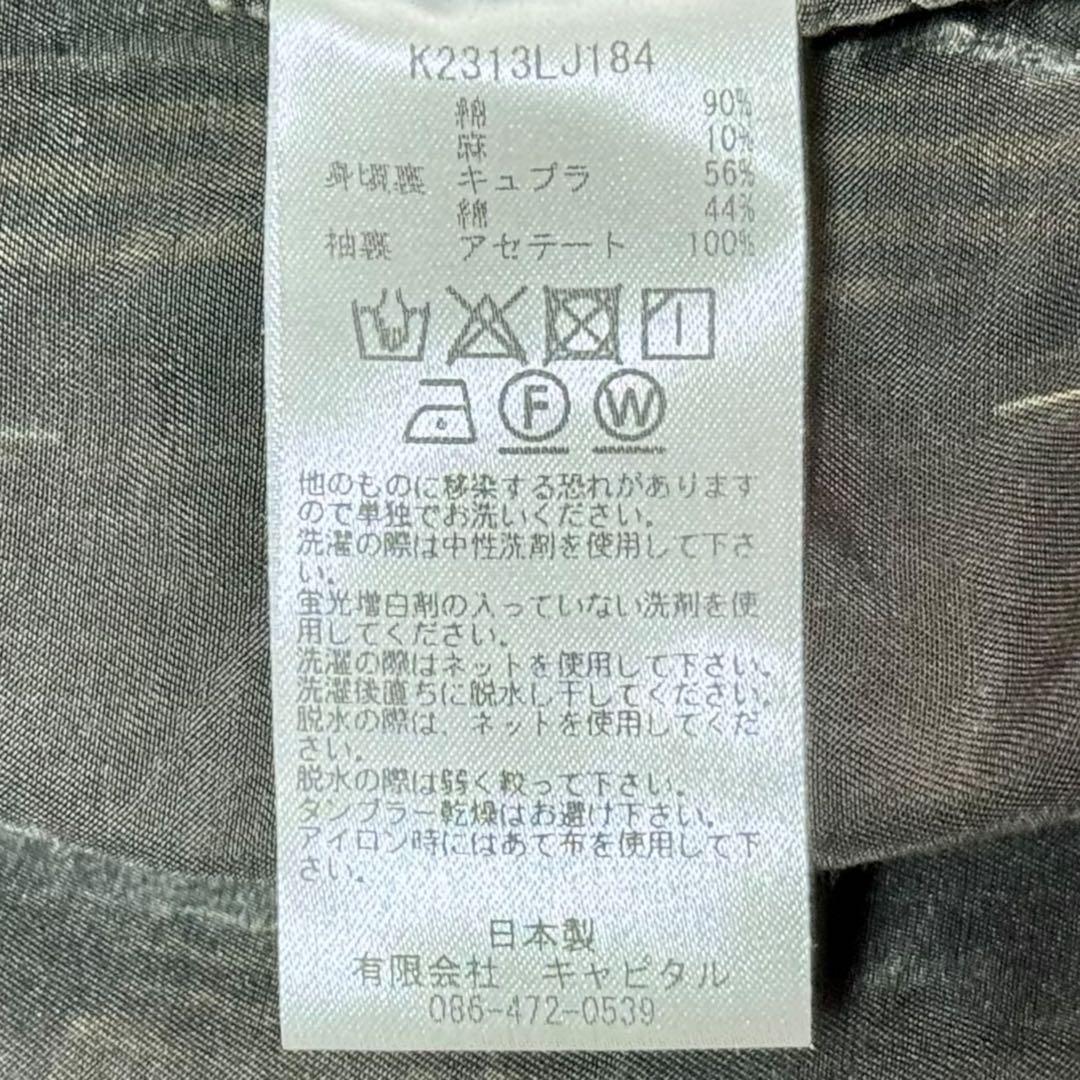 K2313LJ184
綿 90%
麻 10%
身頃裏 キュプラ 56%
綿 44%
袖裏 アセテート 100%
F W
他のものに移染する恐れがあります
ので単独でお洗いください。
洗濯の際は中性洗剤を使用して下さ
い。
蛍光増白剤の入っていない洗剤を使
用してください。
洗濯の際はネットを使用して下さい。
洗濯後直ちに脱水し干してください。
脱水の際は、ネットを使用してくだ
さい。
脱水の際は弱く絞って下さい。
タンブラー乾燥はお避け下さい。
アイロン時にはあて布を使用して下
さい。
日本製
有限会社 キャピタル
086-472-0539